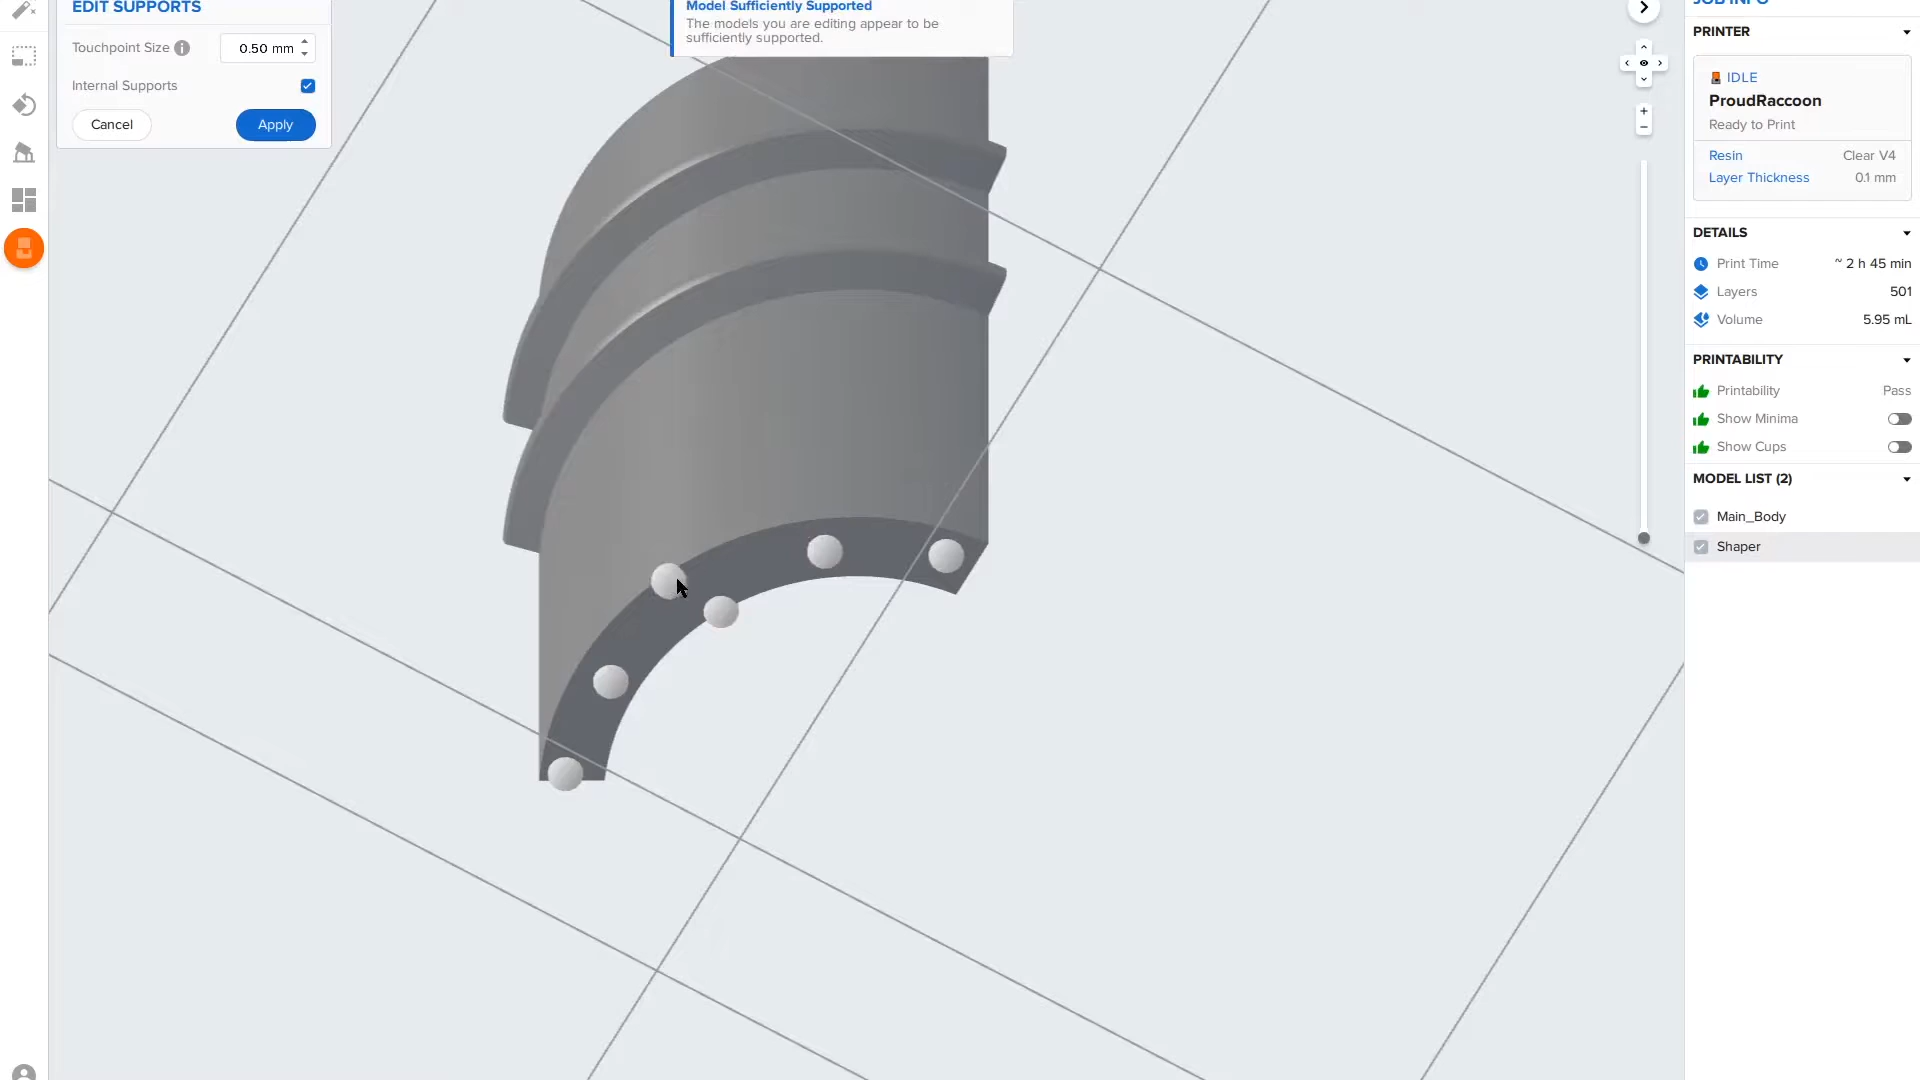 EDIT SUPPORTS
Touchpoint Size
0.50 mm
Internal Supports
Cancel
Apply
Model Sufficiently Supported
The models you are editing appear to be
sufficiently supported.
JOB INFO
PRINTER
IDLE
ProudRaccoon
Ready to Print
Resin Clear V4
Layer Thickness 0.1 mm
DETAILS
Print Time ~ 2 h 45 min
Layers 501
Volume 5.95 mL
PRINTABILITY
Printability Pass
Show Minima
Show Cups
MODEL LIST (2)
Main_Body
Shaper